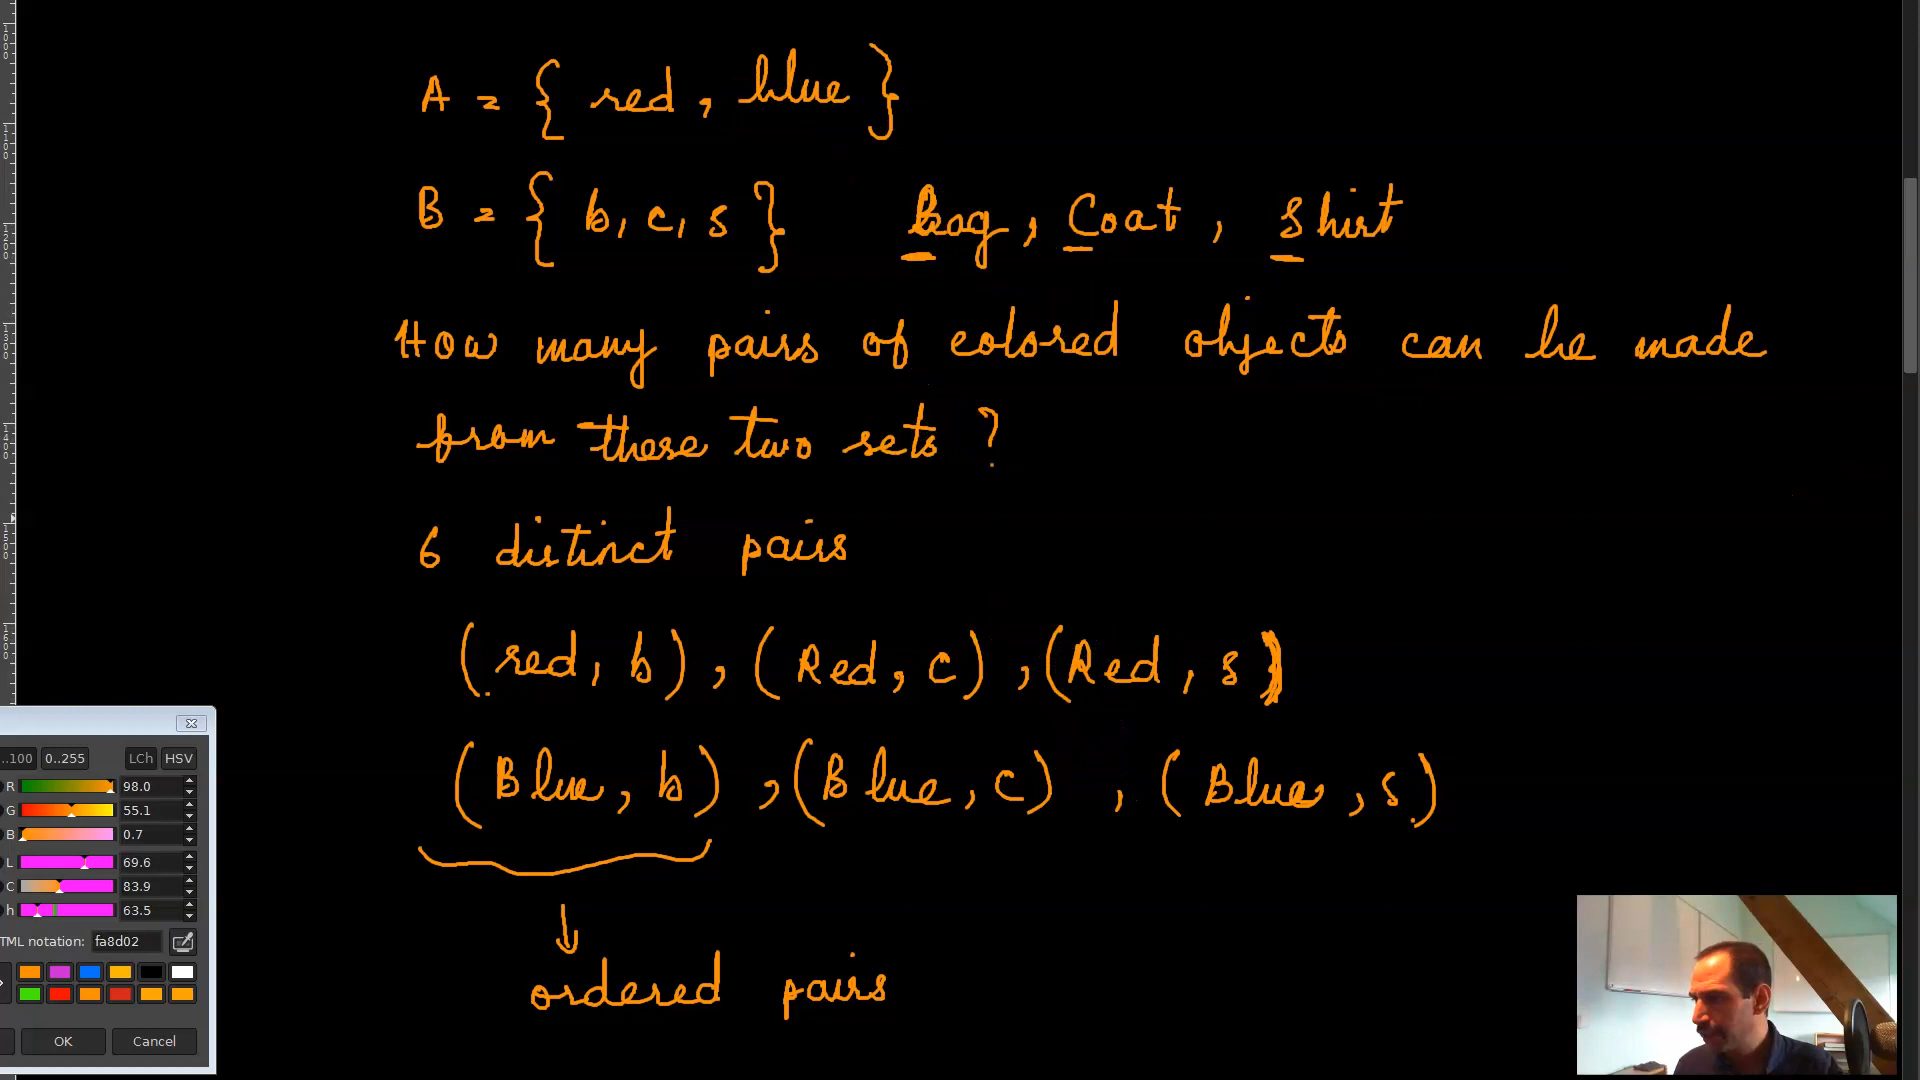 A = { red, blue }
B = { b, c, s } Bag, Coat, Shirt
How many pairs of colored objects can be made
from these two sets ?
6 distinct pairs
(red, b), (Red, c), (Red, s)
(Blue, b), (Blue, c), (Blue, s)
ordered pairs
..100 0..255 LCh HSV
R 98.0
G 55.1
B 0.7
L 69.6
C 83.9
h 63.5
TML notation: fa8d02
OK Cancel